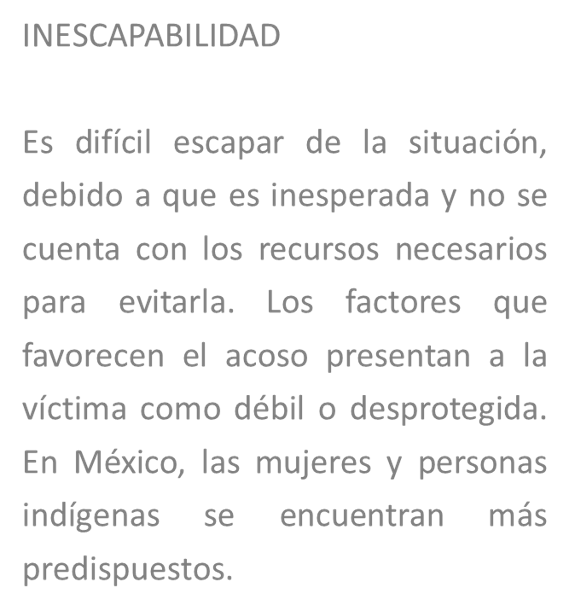 INESCAPABILIDAD
Es difícil escapar de la situación,
debido a que es inesperada y no se
cuenta con los recursos necesarios
para evitarla. Los factores que
favorecen el acoso presentan a la
víctima como débil o desprotegida.
En México, las mujeres y personas
indígenas se encuentran más
predispuestos.